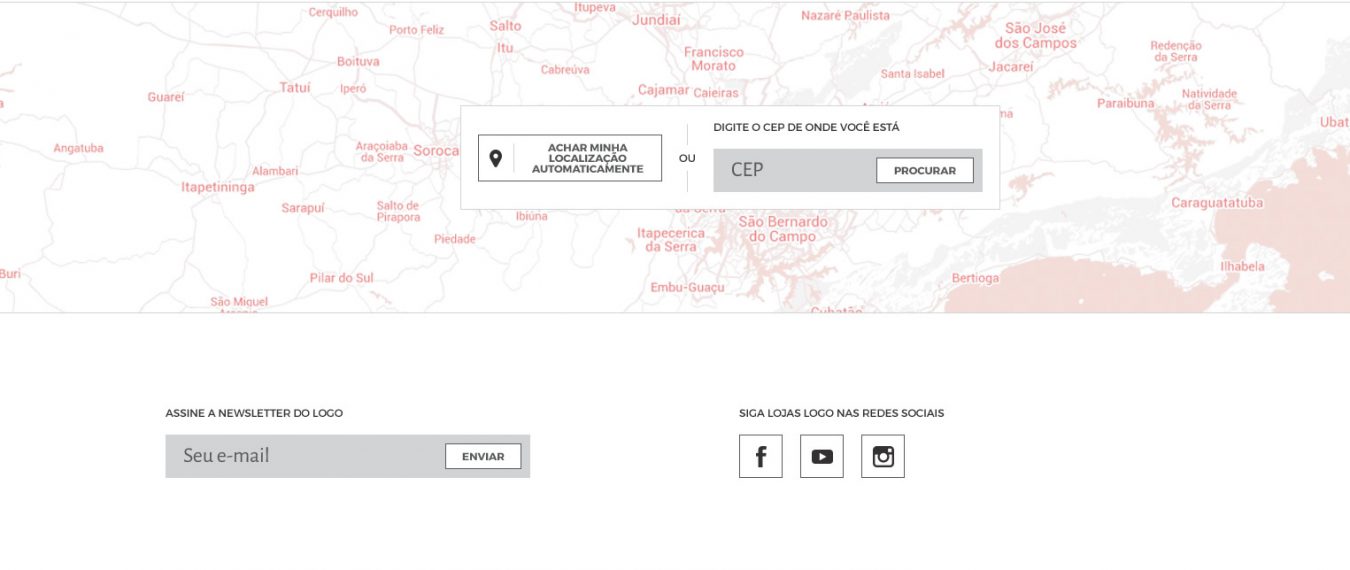 Itupeva
Cerquilho
Jundiaí
Nazaré Paulista
Porto Feliz
Salto
São José
dos Campos
Itu
Francisco
Morato
Redenção
da Serra
Boituva
Cabreúva
Santa Isabel
Jacareí
Tatuí
Iperó
Cajamar
Caieiras
Guareí
Paraibuna
Natividade
da Serra
DIGITE O CEP DE ONDE VOCÊ ESTÁ
ACHAR MINHA
LOCALIZAÇÃO
AUTOMATICAMENTE
OU
CEP
PROCURAR
Angatuba
Araçoiaba
da Serra
Soroca
Ubat
Alambari
Itapetininga
Sarapuí
Salto de
Pirapora
Ibiúna
da Serra
São Bernardo
do Campo
Caraguatatuba
Piedade
Itapecerica
da Serra
Buri
Pilar do Sul
Embu-Guaçu
Bertioga
Ilhabela
São Miguel
Cubatão
ASSINE A NEWSLETTER DO LOGO
Seu e-mail
ENVIAR
SIGA LOJAS LOGO NAS REDES SOCIAIS